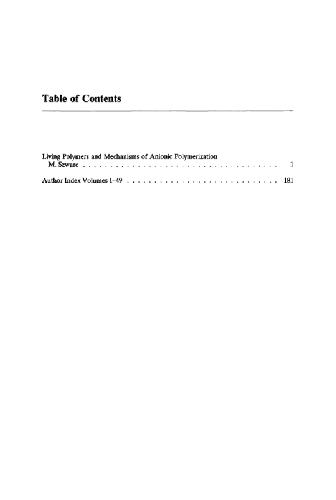 Table of Contents
Living Polymers and Mechanisms of Anionic Polymerization
M. Szwarc . . . . . . . . . . . . . . . . . . . . . . . . . . . . . . . . . . . . 1
Author Index Volumes 1–49 . . . . . . . . . . . . . . . . . . . . . . . . . . . . 181